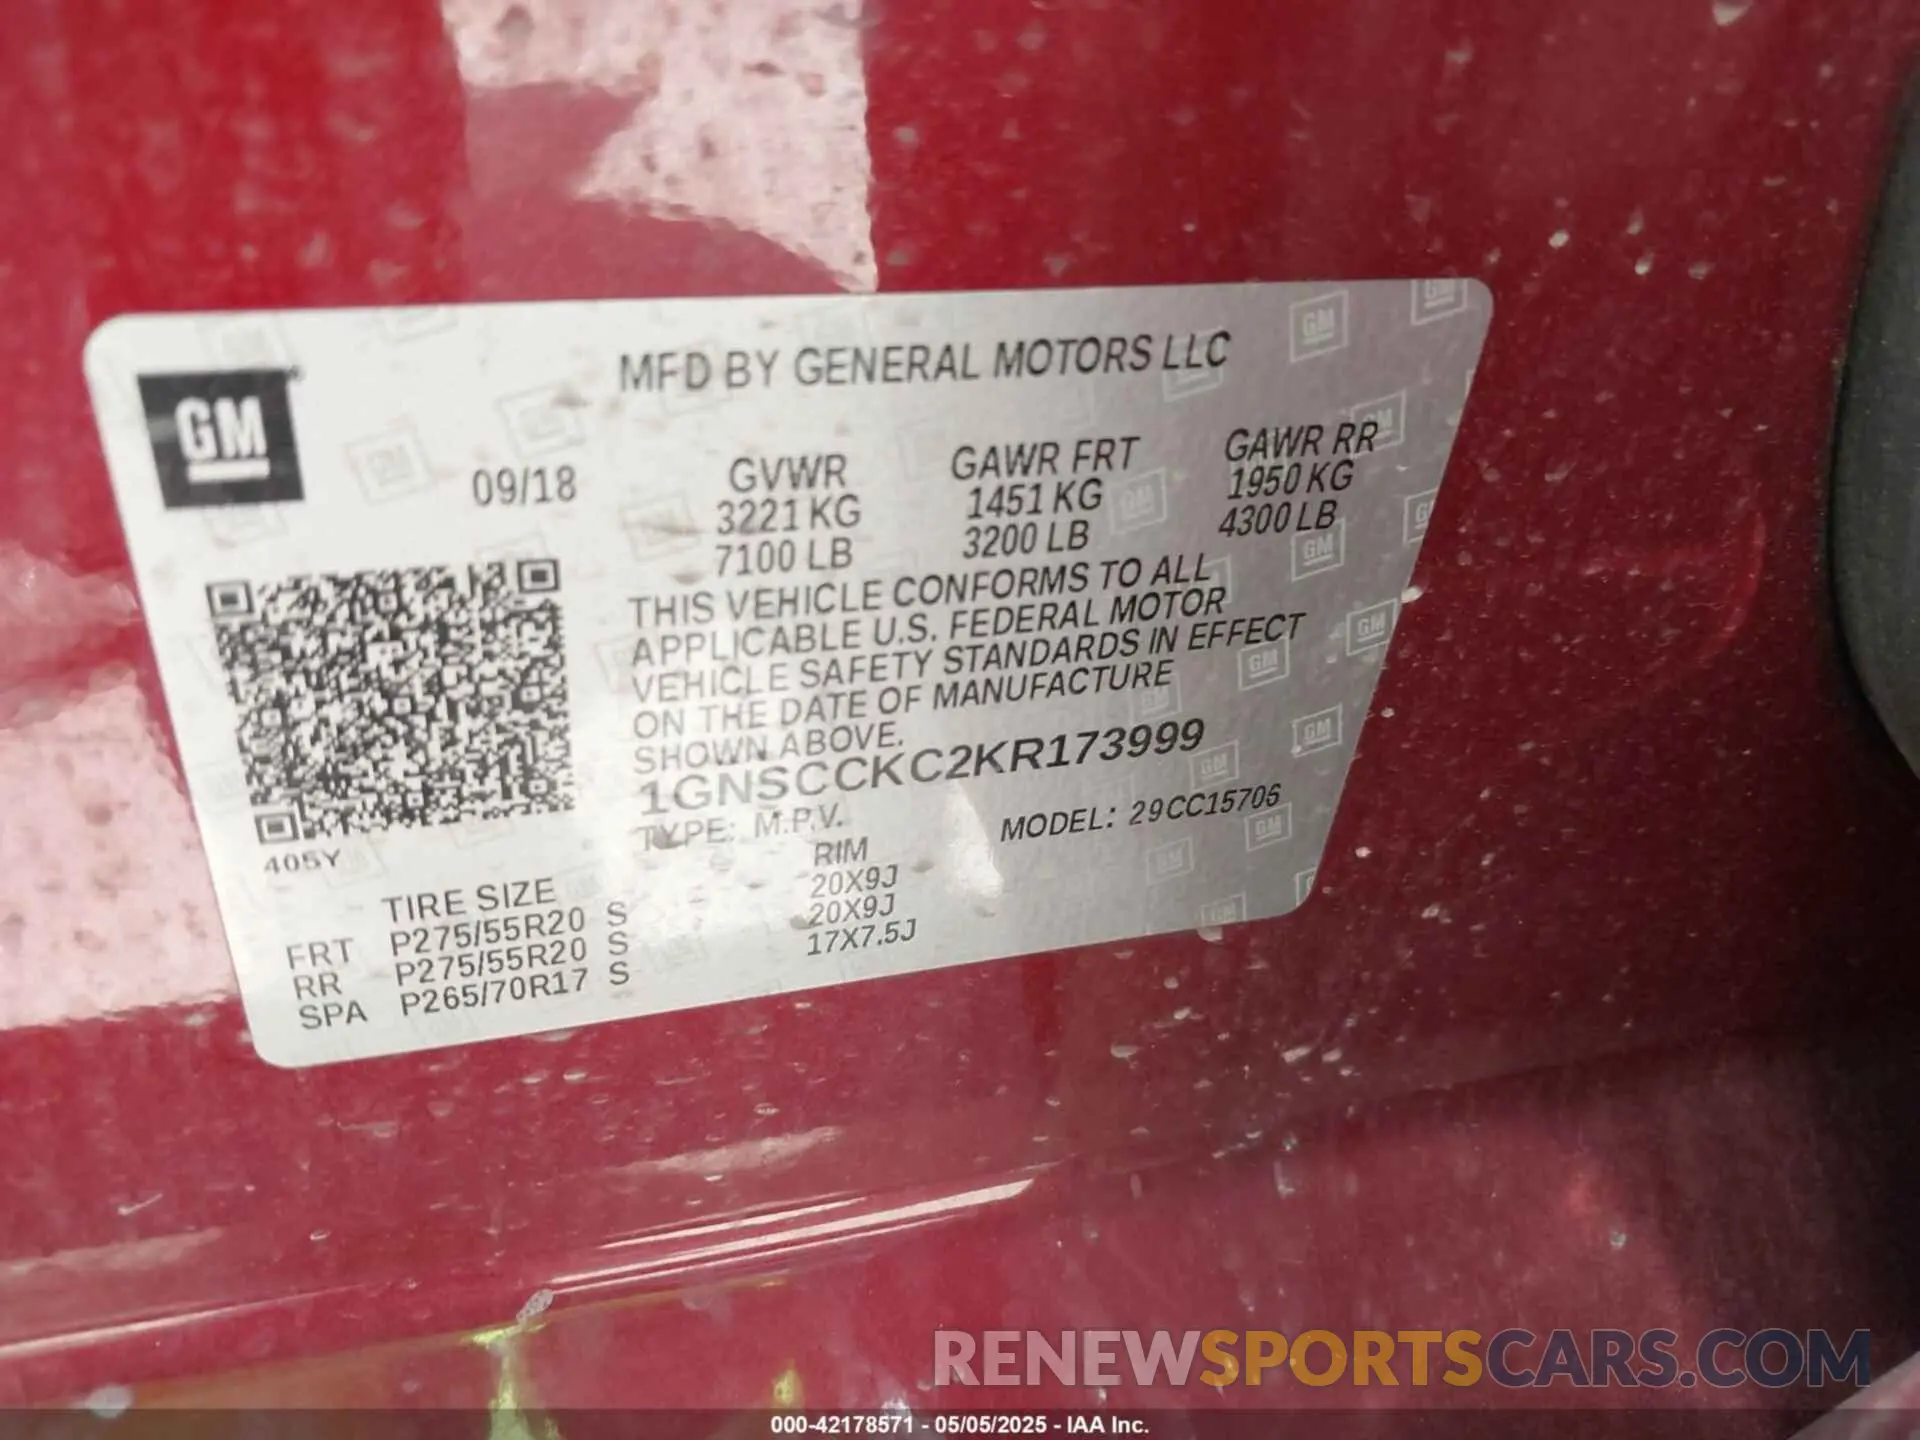 GM
MFD BY GENERAL MOTORS LLC
09/18
GVWR GAWR FRT GAWR RR
3221 KG 1451 KG 1950 KG
7100 LB 3200 LB 4300 LB
THIS VEHICLE CONFORMS TO ALL
APPLICABLE U.S. FEDERAL MOTOR
VEHICLE SAFETY STANDARDS IN EFFECT
ON THE DATE OF MANUFACTURE
SHOWN ABOVE.
1GNSCCKC2KR173999
TYPE: M.P.V. MODEL: 29CC15706
405Y
TIRE SIZE RIM
FRT P275/55R20 S 20X9J
RR P275/55R20 S 20X9J
SPA P265/70R17 S 17X7.5J
RENEWSPORTSCARS.COM
000-42178571 - 05/05/2025 - IAA Inc.